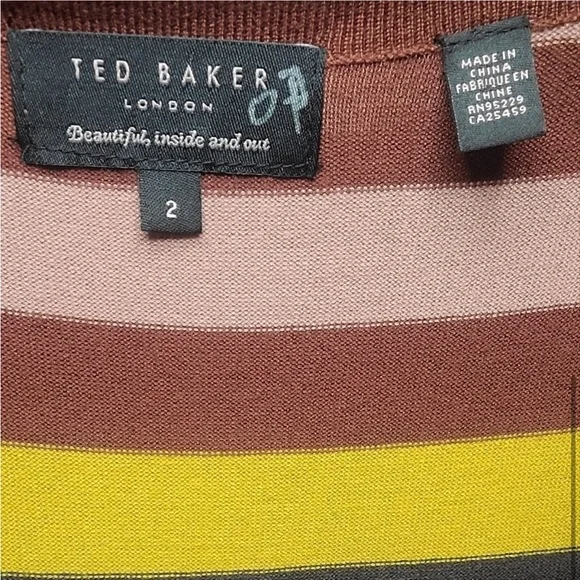 TED BAKER
LONDON
Beautiful, inside and out
2
MADE IN
CHINA
FABRIQUE EN
CHINE
RN95229
CA25459